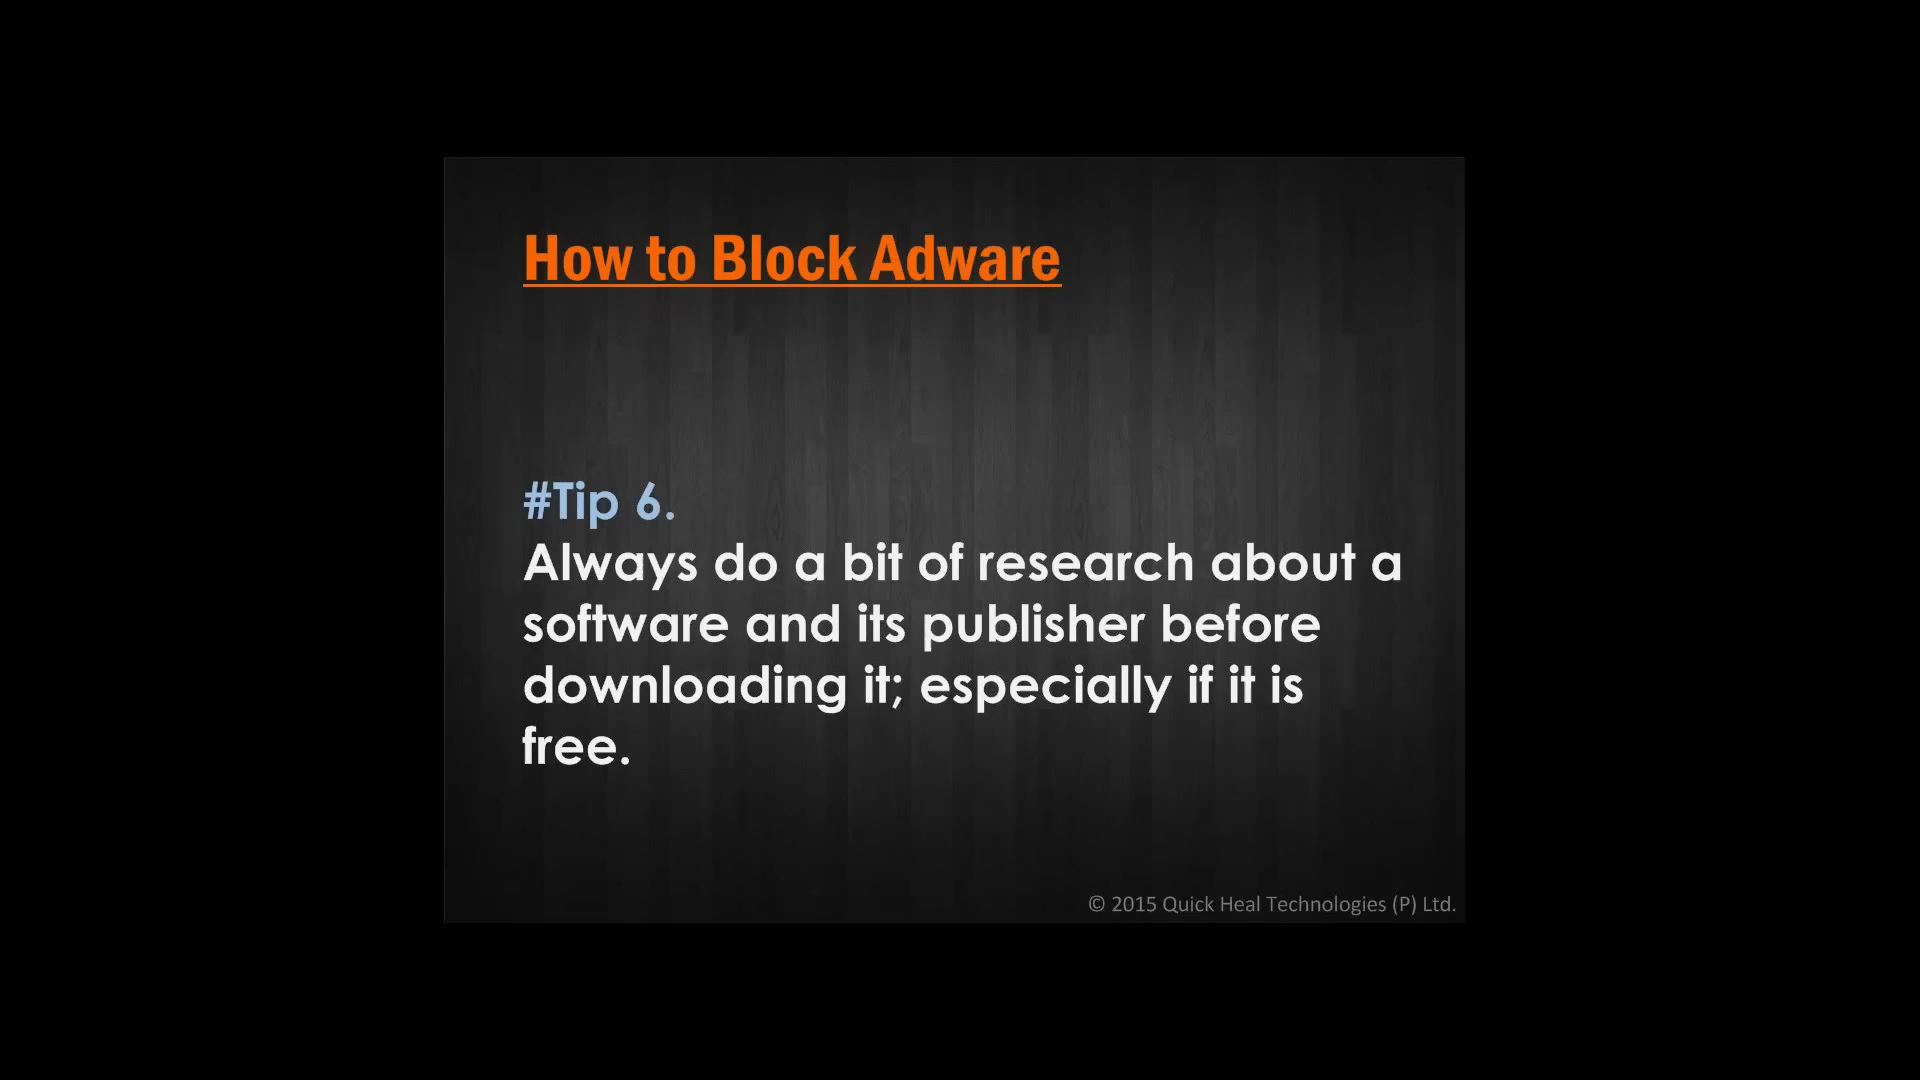 How to Block Adware
#Tip 6.
Always do a bit of research about a
software and its publisher before
downloading it; especially if it is
free.
© 2015 Quick Heal Technologies (P) Ltd.